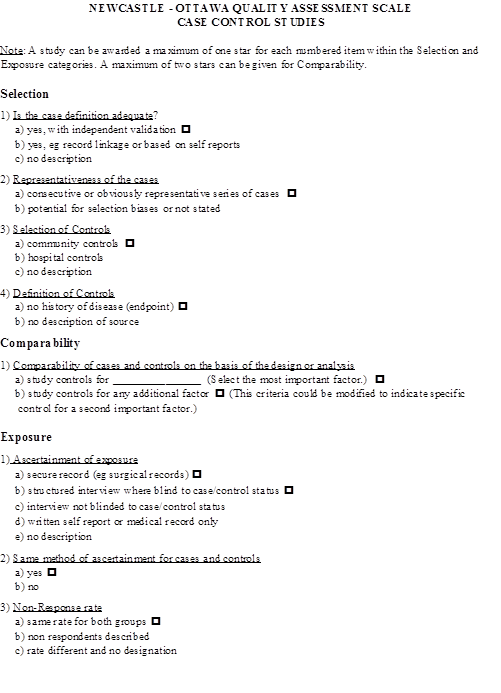 NEWCASTLE - OTTAWA QUALITY ASSESSMENT SCALE
CASE CONTROL STUDIES
Note: A study can be awarded a maximum of one star for each numbered item within the Selection and
Exposure categories. A maximum of two stars can be given for Comparability.
Selection
1) Is the case definition adequate?
a) yes, with independent validation
b) yes, eg record linkage or based on self reports
c) no description
2) Representativeness of the cases
a) consecutive or obviously representative series of cases
b) potential for selection biases or not stated
3) Selection of Controls
a) community controls
b) hospital controls
c) no description
4) Definition of Controls
a) no history of disease (endpoint)
b) no description of source
Comparability
1) Comparability of cases and controls on the basis of the design or analysis
a) study controls for _______________ (Select the most important factor.)
b) study controls for any additional factor (This criteria could be modified to indicate specific
control for a second important factor.)
Exposure
1) Ascertainment of exposure
a) secure record (eg surgical records)
b) structured interview where blind to case/control status
c) interview not blinded to case/control status
d) written self report or medical record only
e) no description
2) Same method of ascertainment for cases and controls
a) yes
b) no
3) Non-Response rate
a) same rate for both groups
b) non respondents described
c) rate different and no designation